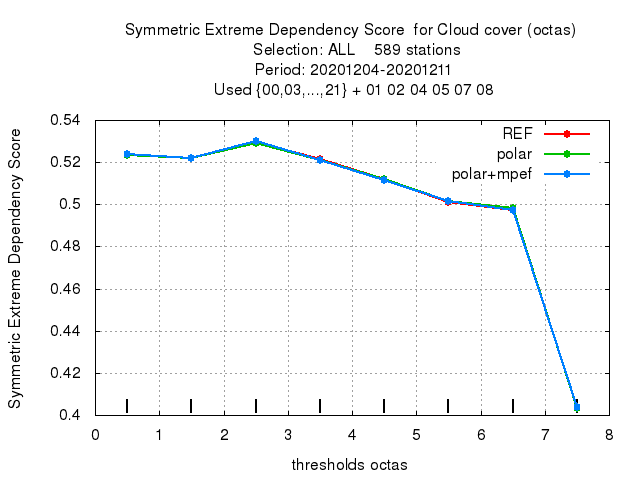 Symmetric Extreme Dependency Score for Cloud cover (octas)
Selection: ALL 589 stations
Period: 20201204-20201211
Used {00,03,...,21} + 01 02 04 05 07 08
Symmetric Extreme Dependency Score
0.54
0.52
0.5
0.48
0.46
0.44
0.42
0.4
REF
polar
polar+mpef
0 1 2 3 4 5 6 7 8
thresholds octas